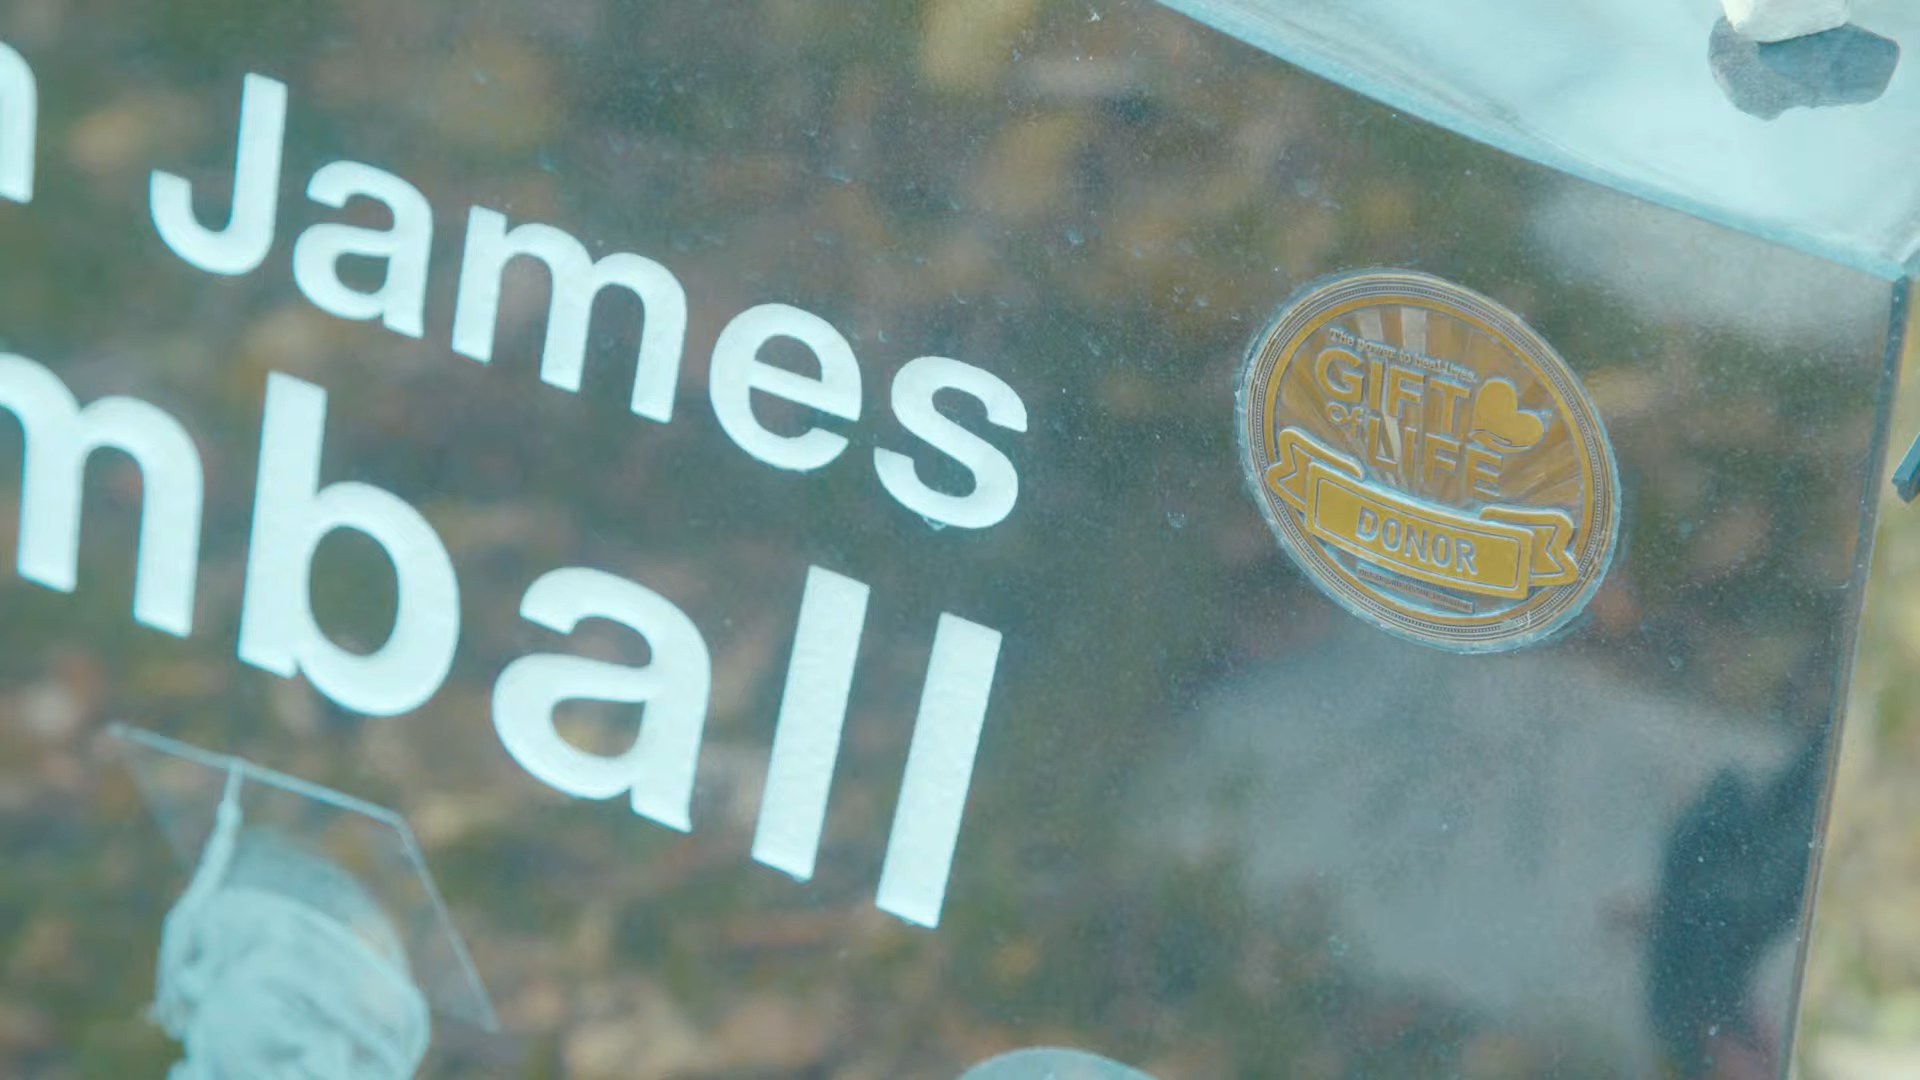 n James
mball
The power to heal lives.
GIFT
of LIFE
DONOR